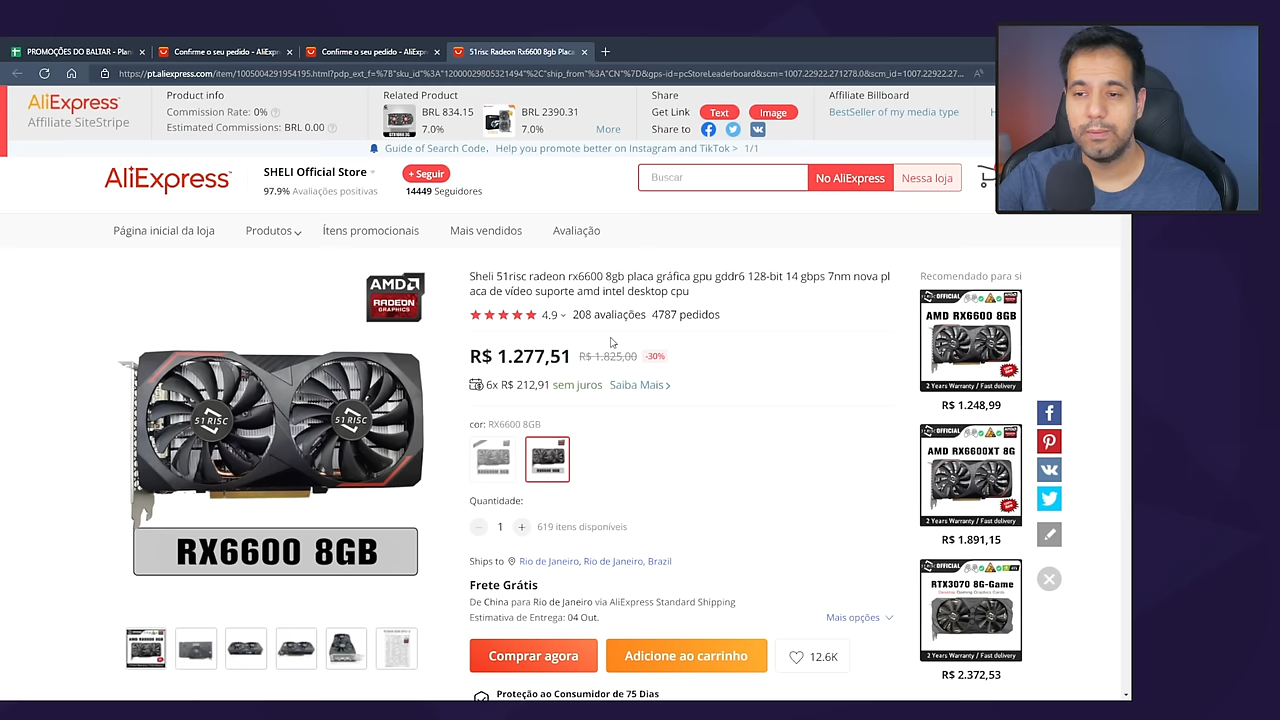 PROMOÇÕES DO BALTAR - Plan
Confirme o seu pedido - AliExpr
Confirme o seu pedido - AliExpr
51risc Radeon Rx6600 8gb Placa
https://pt.aliexpress.com/item/1005004291954195.html?pdp_ext_f=%7B"sku_id"%3A"12000029805321494"%2C"ship_from"%3A"CN"%7D&gps-id=pcStoreLeaderboard&scm=1007.22922.271278.0&scm_id=1007.22922.27...
AliExpress
Affiliate SiteStripe
Product info
Commission Rate: 0%
Estimated Commissions: BRL 0.00
Related Product
BRL 834.15
7.0%
BRL 2390.31
7.0%
More
Share
Get Link Text Image
Share to
Affiliate Billboard
BestSeller of my media type
Guide of Search Code, Help you promote better on Instagram and TikTok > 1/1
AliExpress
SHELI Official Store
97.9% Avaliações positivas
+ Seguir
14449 Seguidores
Buscar
No AliExpress
Nessa loja
Página inicial da loja
Produtos
Ítens promocionais
Mais vendidos
Avaliação
AMD
RADEON
GRAPHICS
51RISC
51RISC
RX6600 8GB
Sheli 51risc radeon rx6600 8gb placa gráfica gpu gddr6 128-bit 14 gbps 7nm nova pl
aca de vídeo suporte amd intel desktop cpu
4.9 208 avaliações 4787 pedidos
R$ 1.277,51 R$ 1.825,00 -30%
6x R$ 212,91 sem juros Saiba Mais
cor: RX6600 8GB
Quantidade:
− 1 + 619 itens disponíveis
Ships to Rio de Janeiro, Rio de Janeiro, Brazil
Frete Grátis
De China para Rio de Janeiro via AliExpress Standard Shipping
Estimativa de Entrega: 04 Out.
Mais opções
Comprar agora
Adicione ao carrinho
12.6K
Proteção ao Consumidor de 75 Dias
Recomendado para si
AMD RX6600 8GB
2 Years Warranty / Fast delivery
R$ 1.248,99
AMD RX6600XT 8G
2 Years Warranty / Fast delivery
R$ 1.891,15
RTX3070 8G-Game
2 Years Warranty / Fast delivery
R$ 2.372,53